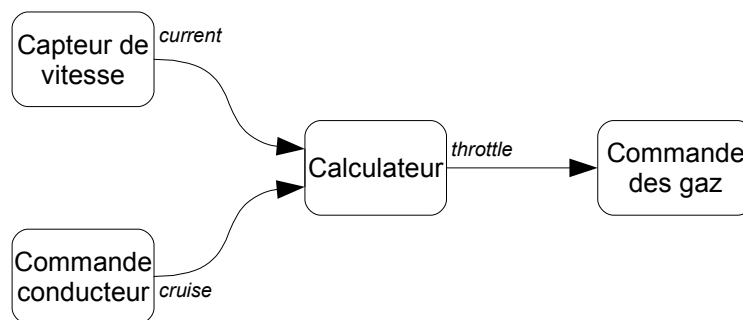 Capteur de
vitesse
current
Calculateur
throttle
Commande
des gaz
Commande
conducteur
cruise